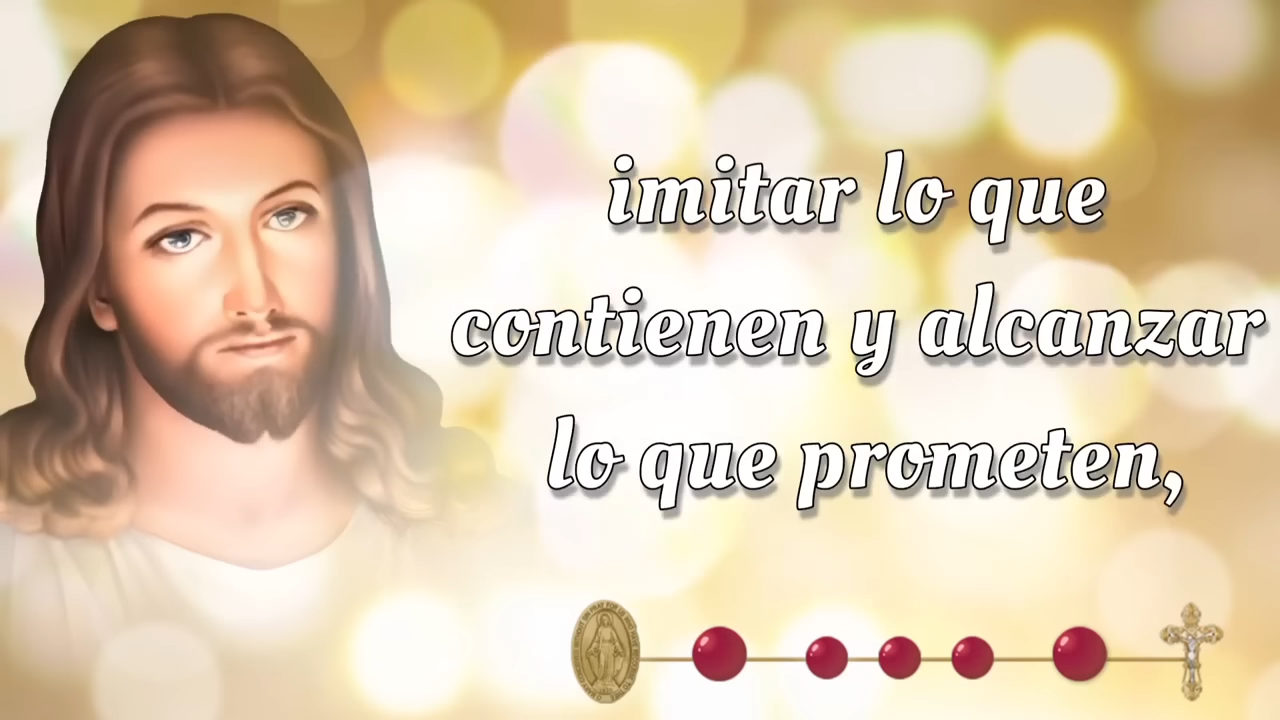 imitar lo que
contienen y alcanzar
lo que prometen,